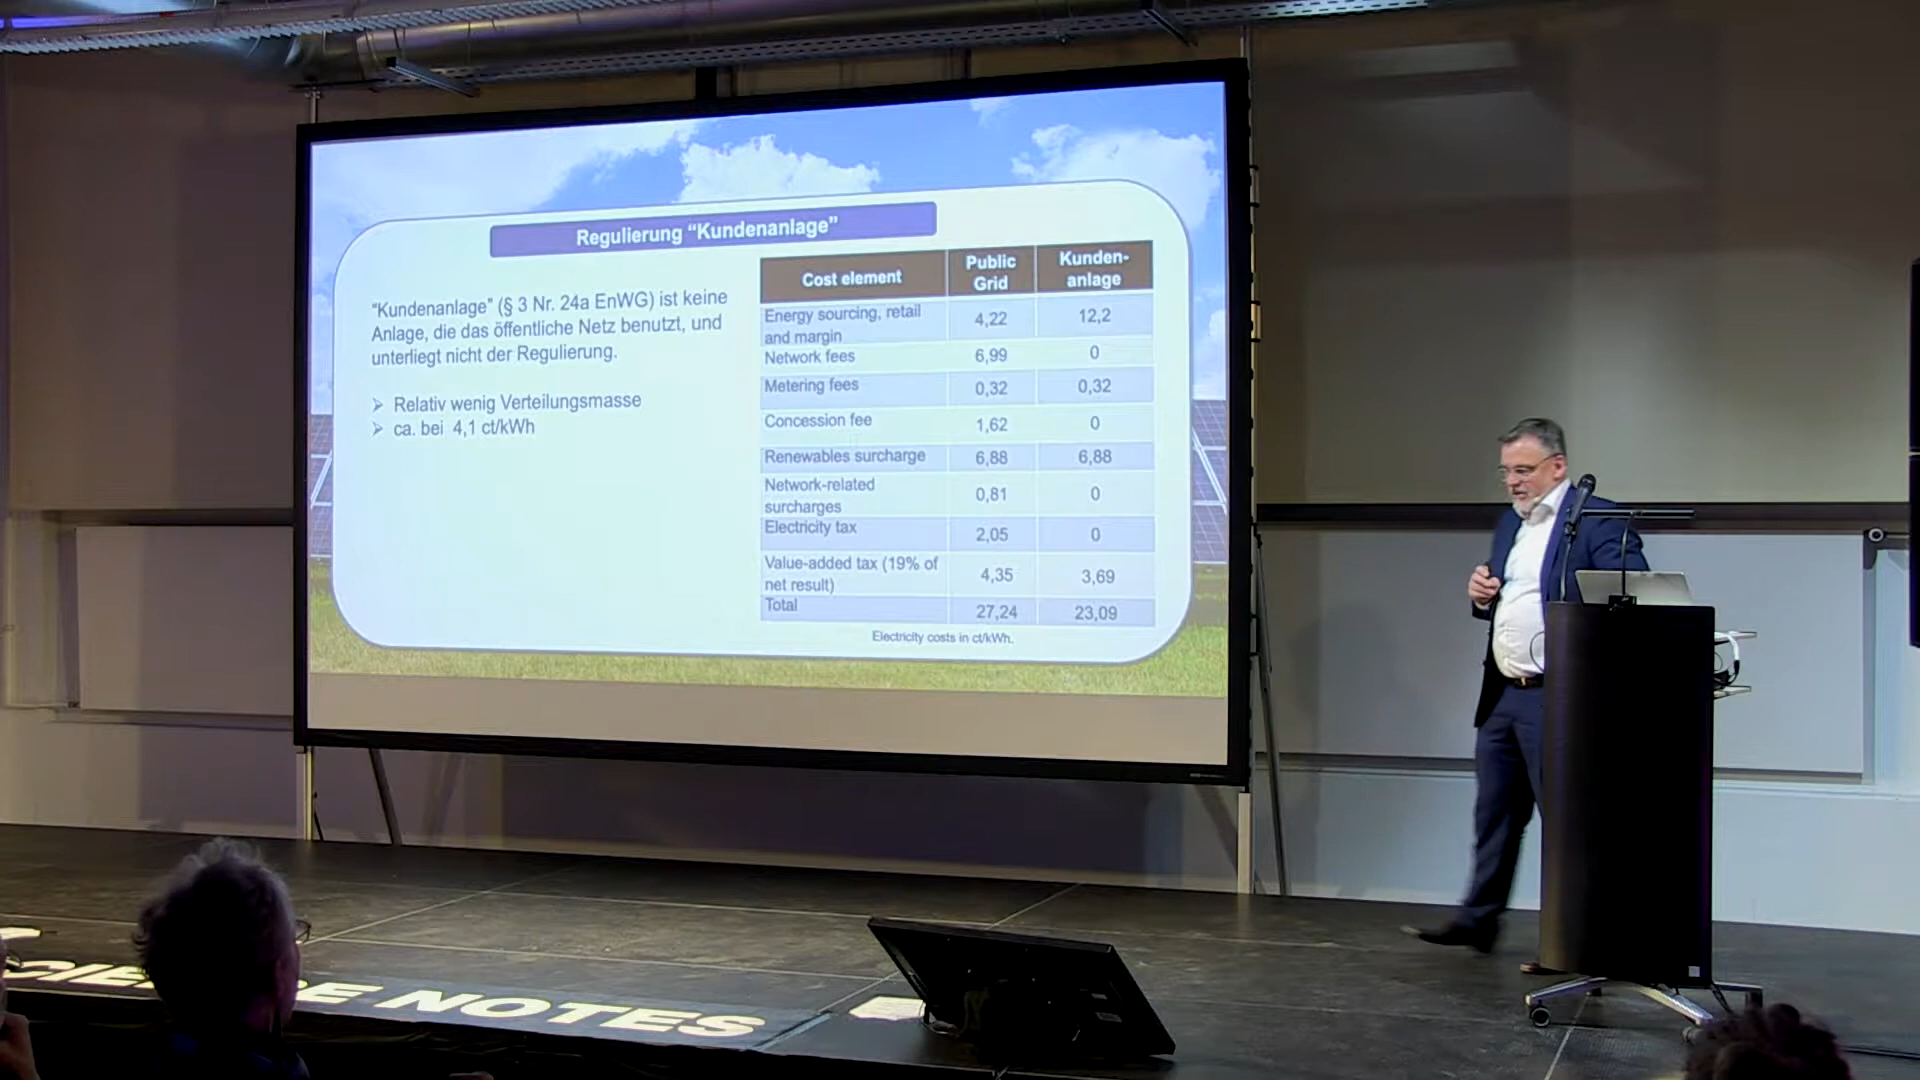 Regulierung “Kundenanlage”
“Kundenanlage” (§ 3 Nr. 24a EnWG) ist keine
Anlage, die das öffentliche Netz benutzt, und
unterliegt nicht der Regulierung.
➢ Relativ wenig Verteilungsmasse
➢ ca. bei 4,1 ct/kWh
Cost element Public Grid Kunden-anlage
Energy sourcing, retail
and margin 4,22 12,2
Network fees 6,99 0
Metering fees 0,32 0,32
Concession fee 1,62 0
Renewables surcharge 6,88 6,88
Network-related
surcharges 0,81 0
Electricity tax 2,05 0
Value-added tax (19% of
net result) 4,35 3,69
Total 27,24 23,09
Electricity costs in ct/kWh.
NOTES